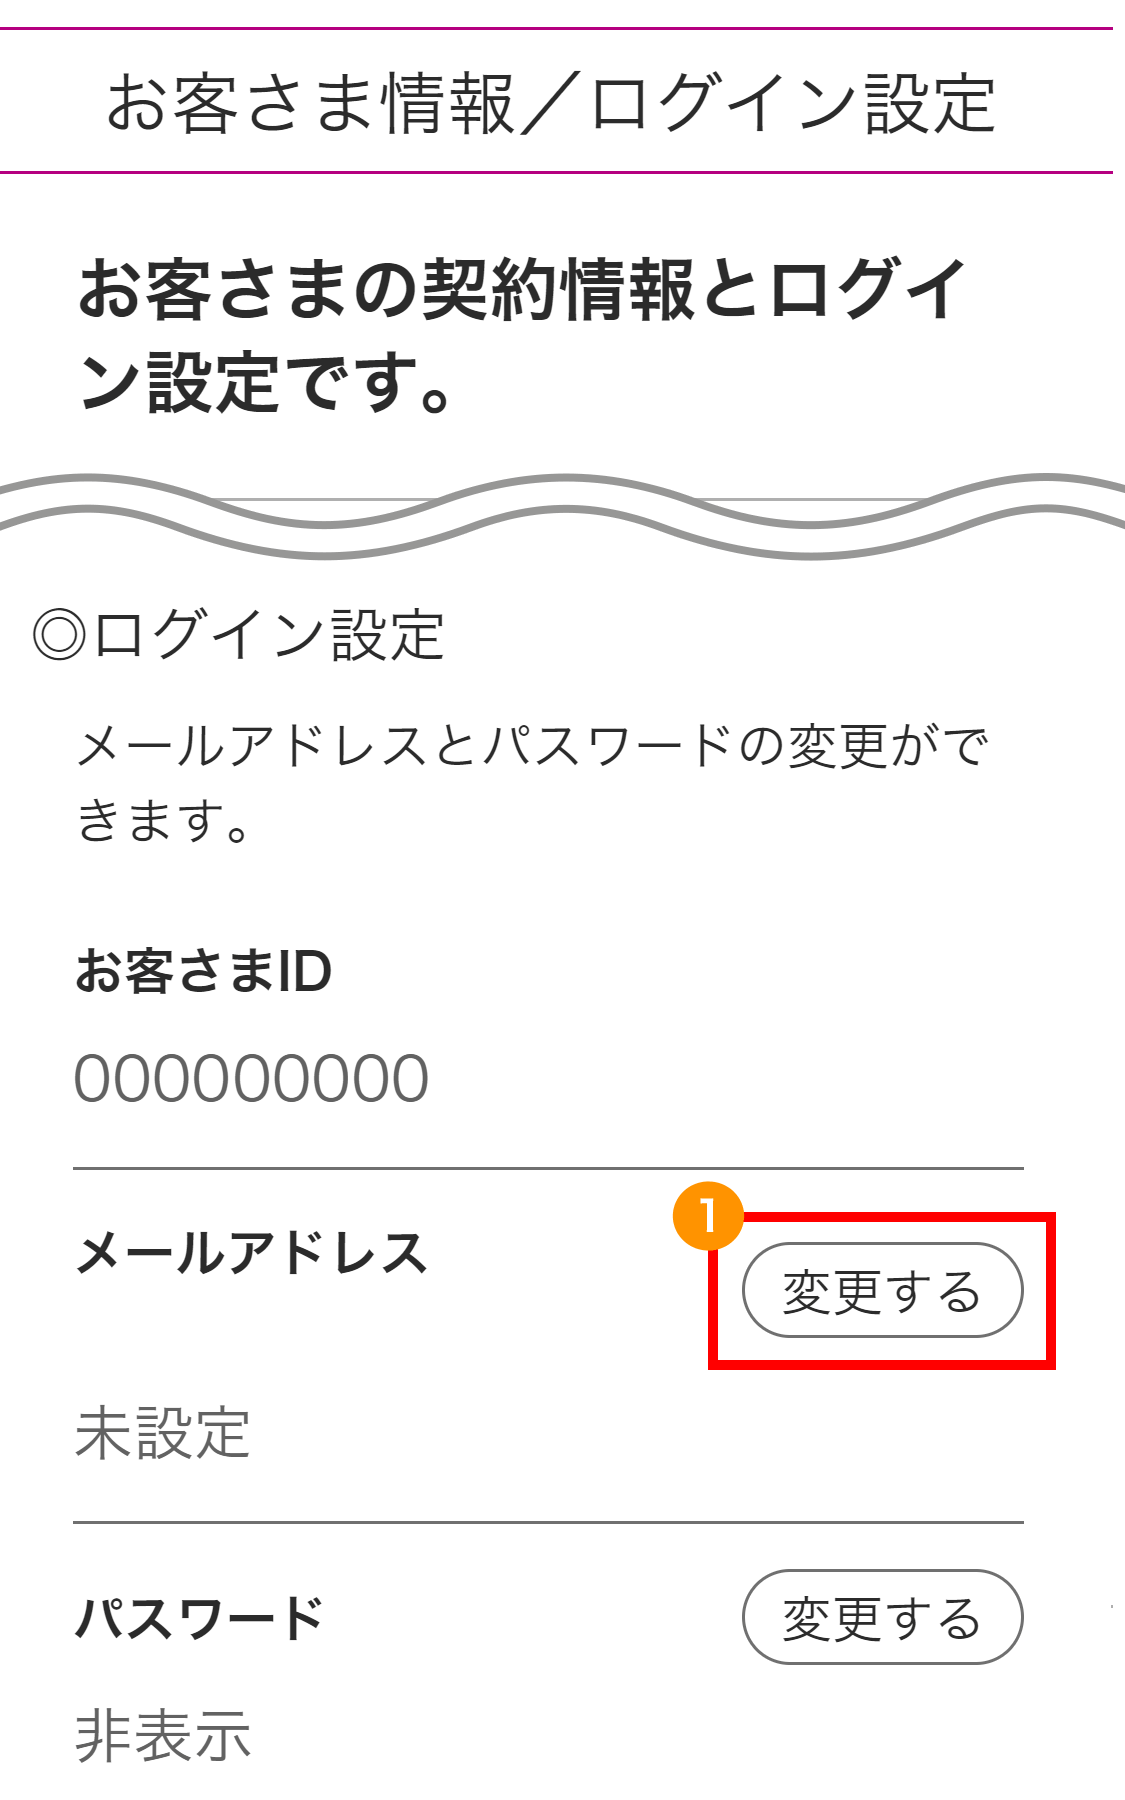 お客さま情報／ログイン設定
お客さまの契約情報とログイ
ン設定です。
◎ログイン設定
メールアドレスとパスワードの変更がで
きます。
お客さまID
000000000
1
メールアドレス
変更する
未設定
パスワード
変更する
非表示